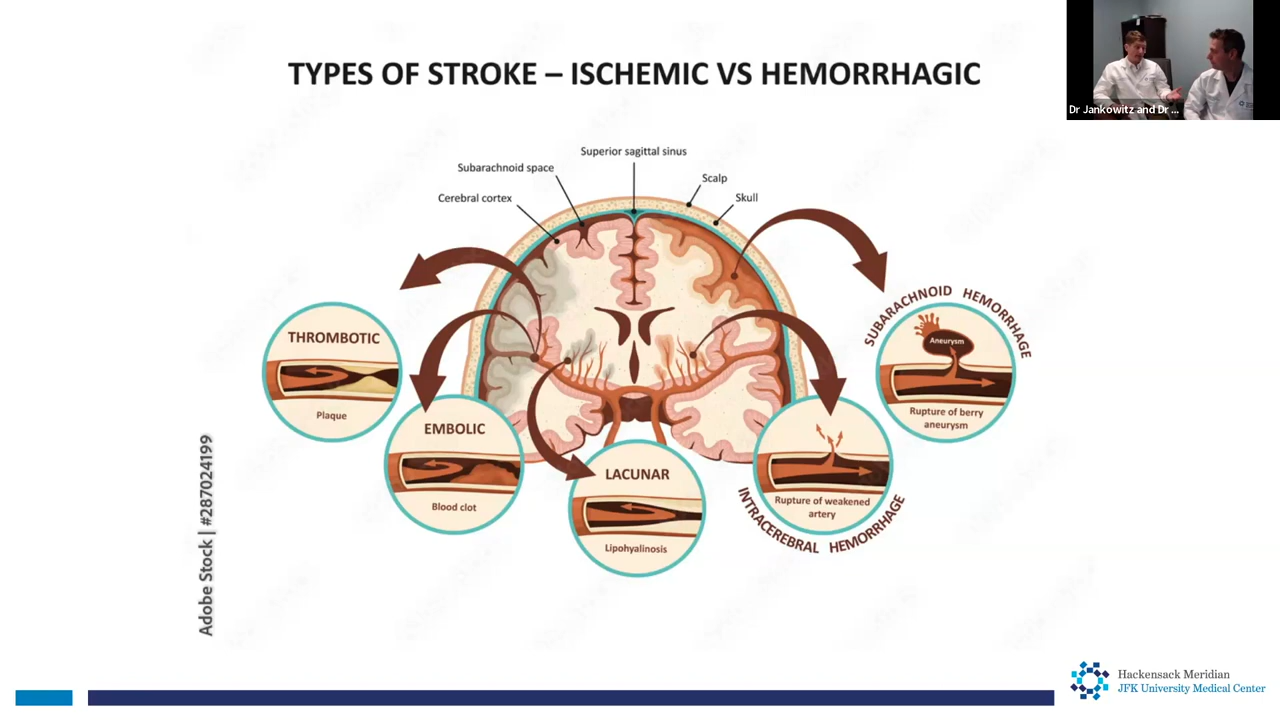 TYPES OF STROKE – ISCHEMIC VS HEMORRHAGIC
Dr Jankowitz and Dr ...
Superior sagittal sinus
Subarachnoid space
Scalp
Cerebral cortex
Skull
THROMBOTIC
Plaque
EMBOLIC
Blood clot
LACUNAR
Lipohyalinosis
Rupture of weakened
artery
INTRACEREBRAL HEMORRHAGE
SUBARACHNOID HEMORRHAGE
Aneurysm
Rupture of berry
aneurysm
Adobe Stock | #287024199
Hackensack Meridian
JFK University Medical Center